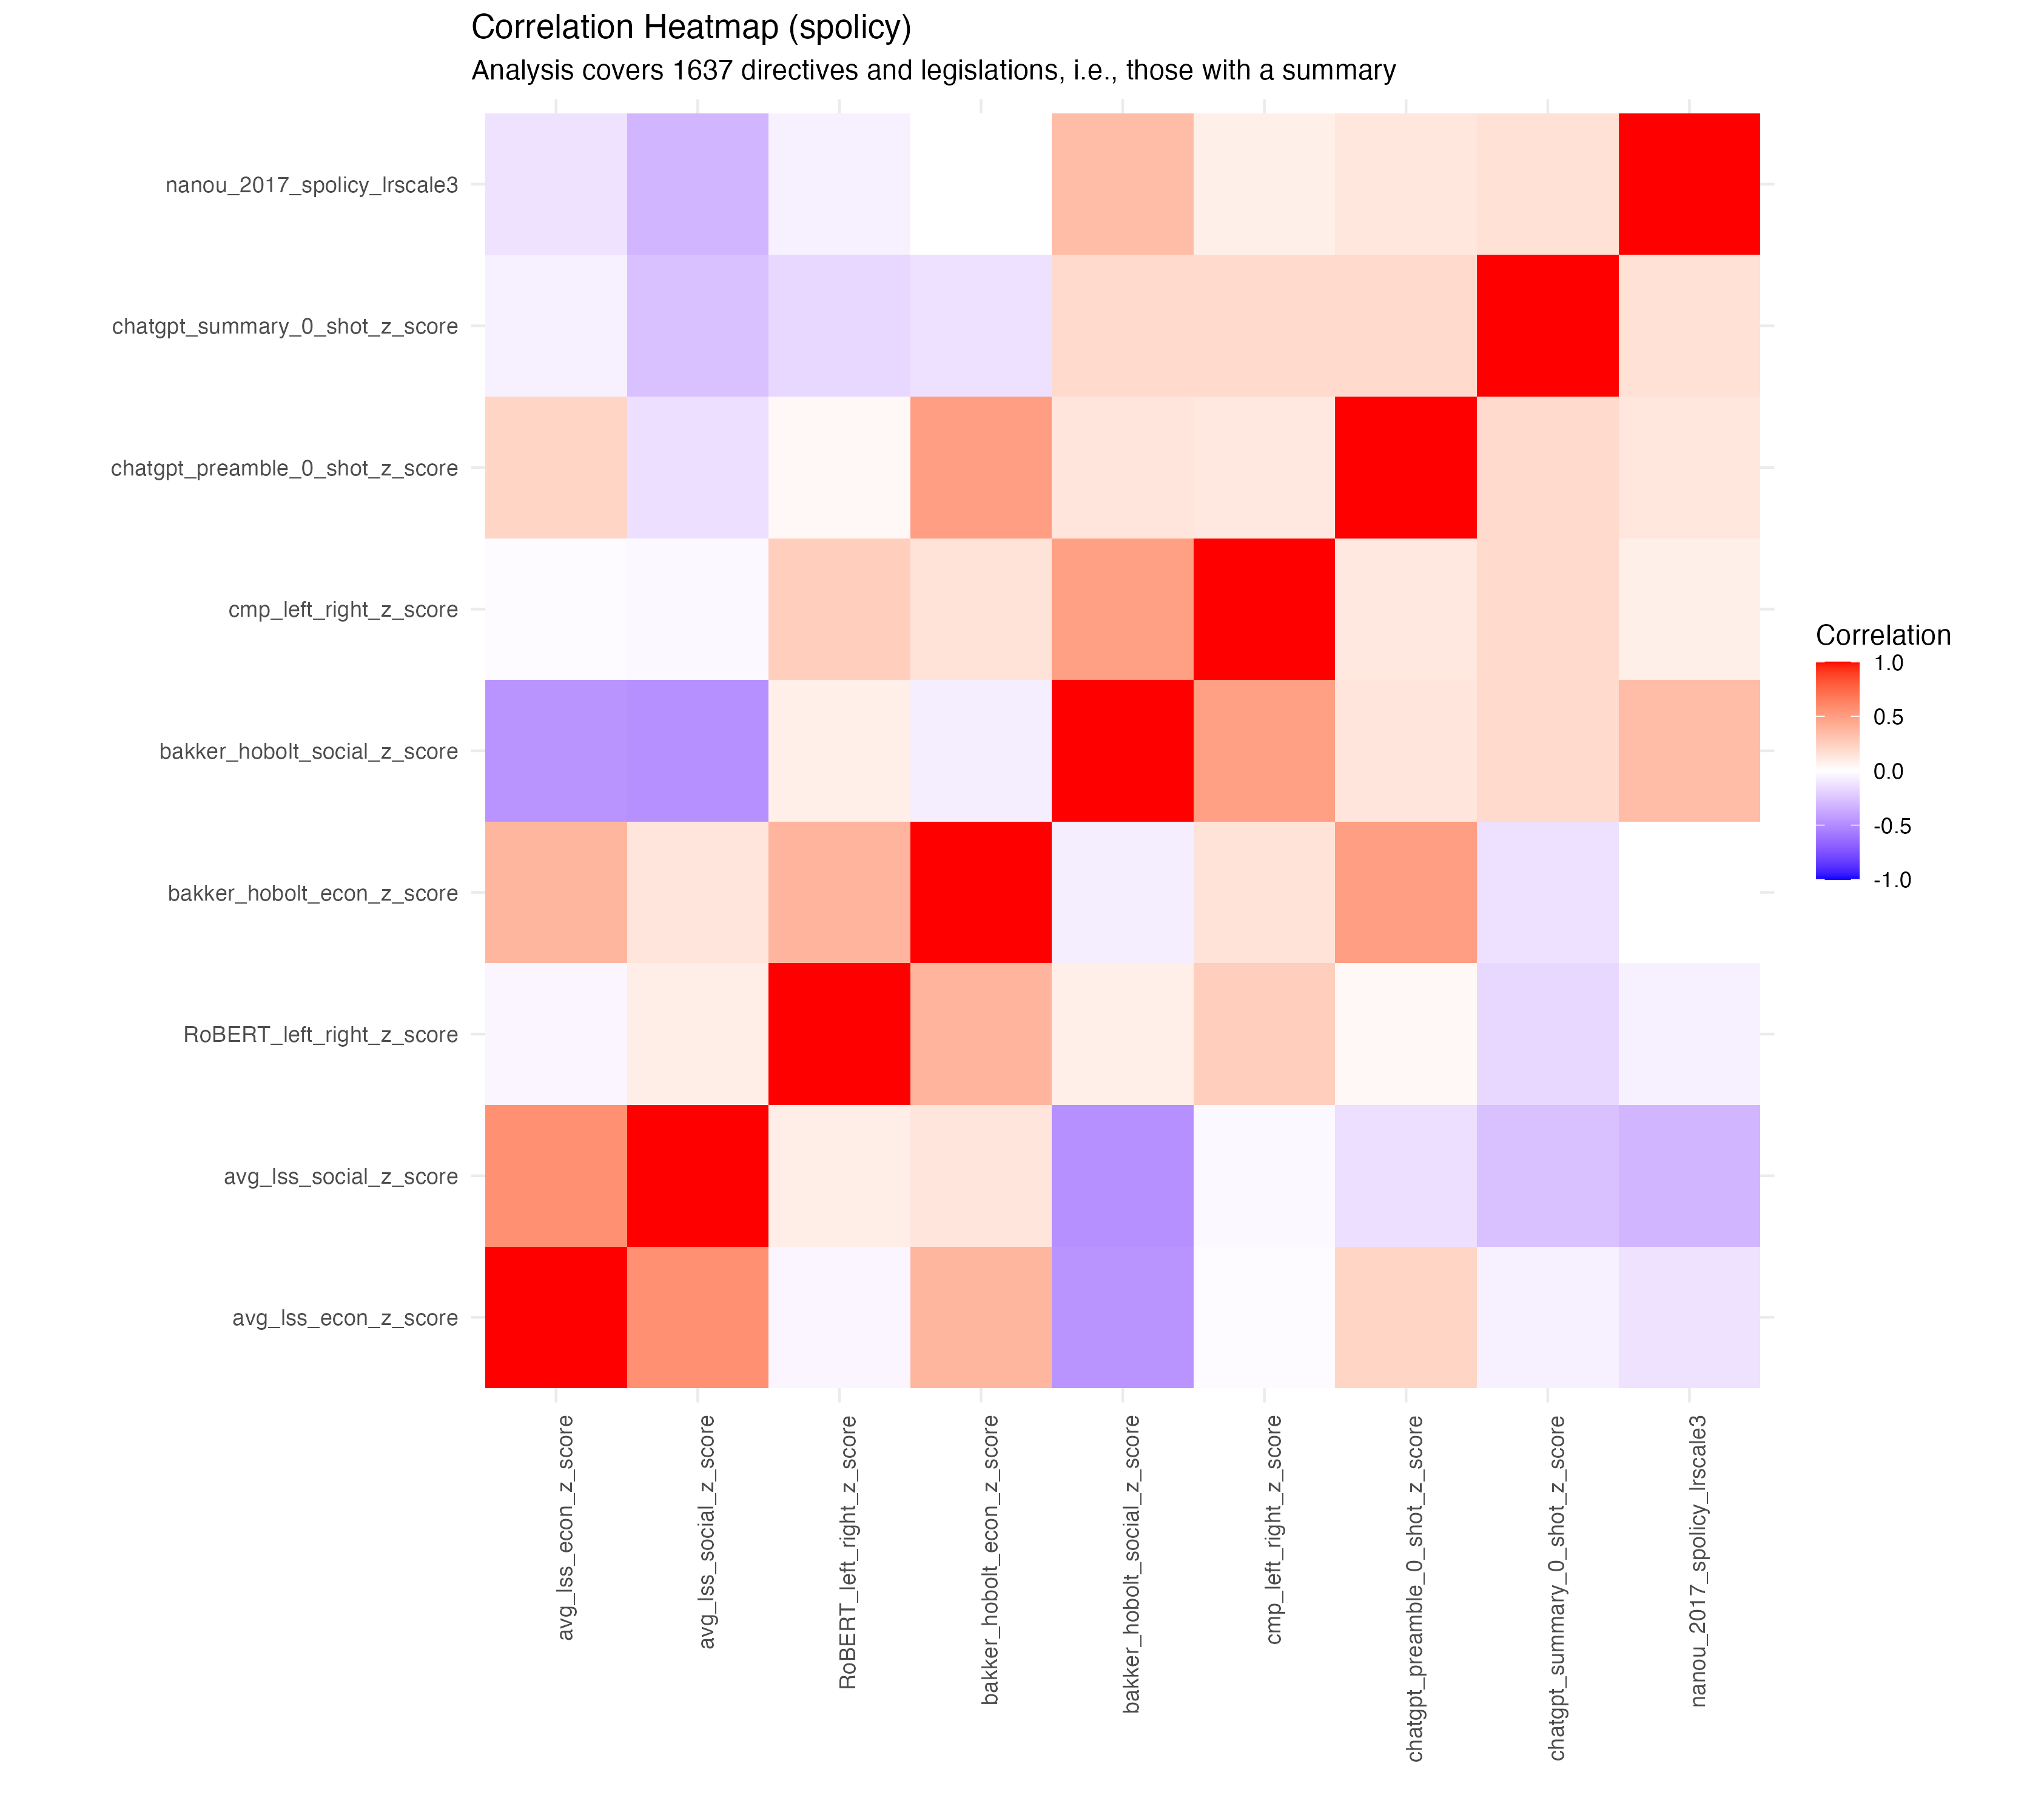 Correlation Heatmap (spolicy)
Analysis covers 1637 directives and legislations, i.e., those with a summary
nanou_2017_spolicy_lrscale3
chatgpt_summary_0_shot_z_score
chatgpt_preamble_0_shot_z_score
cmp_left_right_z_score
bakker_hobolt_social_z_score
bakker_hobolt_econ_z_score
RoBERT_left_right_z_score
avg_lss_social_z_score
avg_lss_econ_z_score
avg_lss_econ_z_score
avg_lss_social_z_score
RoBERT_left_right_z_score
bakker_hobolt_econ_z_score
bakker_hobolt_social_z_score
cmp_left_right_z_score
chatgpt_preamble_0_shot_z_score
chatgpt_summary_0_shot_z_score
nanou_2017_spolicy_lrscale3
Correlation
1.0
0.5
0.0
-0.5
-1.0